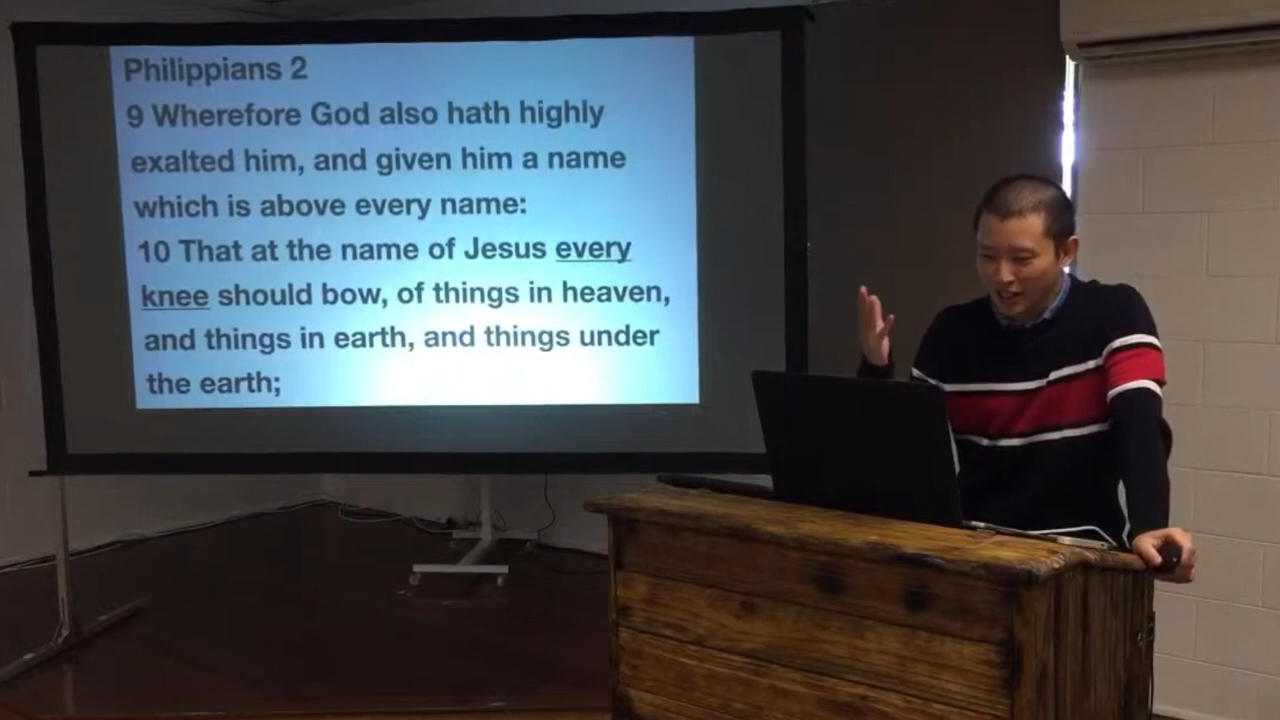 Philippians 2
9 Wherefore God also hath highly
exalted him, and given him a name
which is above every name:
10 That at the name of Jesus every
knee should bow, of things in heaven,
and things in earth, and things under
the earth;